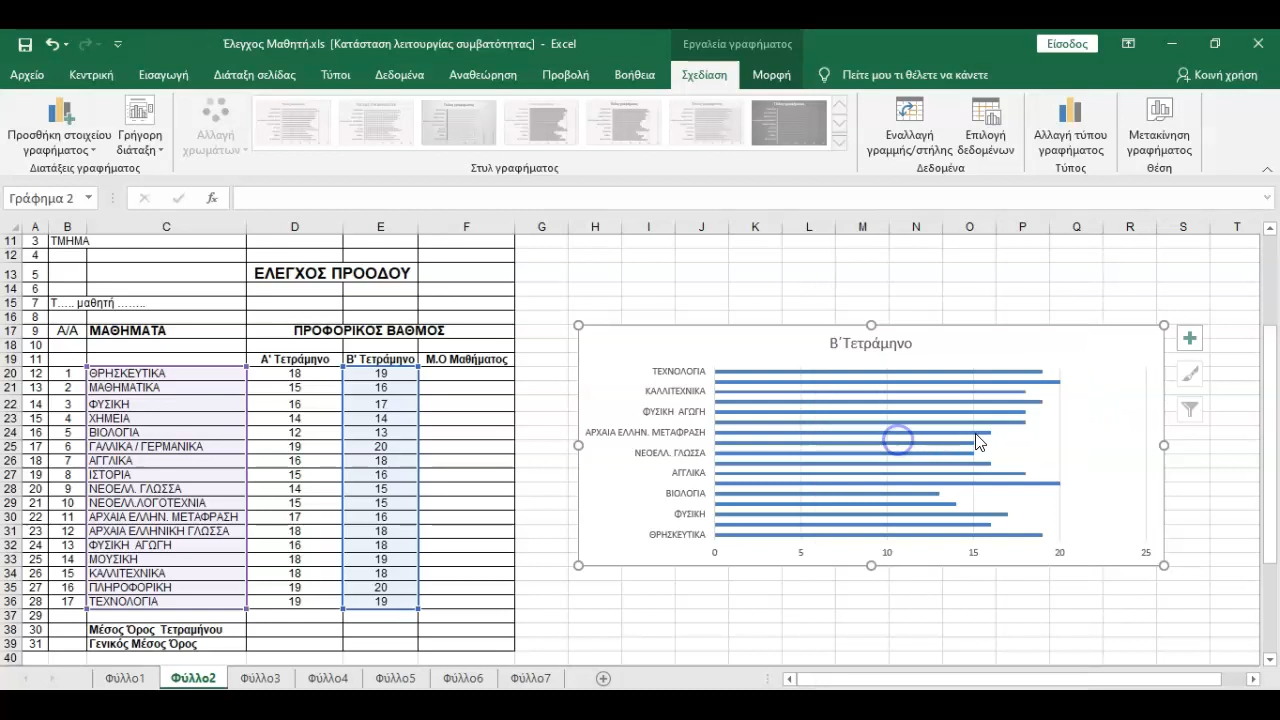 Έλεγχος Μαθητή.xls [Κατάσταση λειτουργίας συμβατότητας] - Excel
Εργαλεία γραφήματος
Είσοδος
Αρχείο Κεντρική Εισαγωγή Διάταξη σελίδας Τύποι Δεδομένα Αναθεώρηση Προβολή Βοήθεια Σχεδίαση Μορφή Πείτε μου τι θέλετε να κάνετε Κοινή χρήση
Προσθήκη στοιχείου γραφήματος
Γρήγορη διάταξη
Αλλαγή χρωμάτων
Εναλλαγή γραμμής/στήλης
Επιλογή δεδομένων
Αλλαγή τύπου γραφήματος
Μετακίνηση γραφήματος
Διατάξεις γραφήματος Στυλ γραφήματος Δεδομένα Τύπος Θέση
Γράφημα 2 fx
A B C D E F G H I J K L M N O P Q R S T
11 3 ΤΜΗΜΑ
12 4
13 5 ΕΛΕΓΧΟΣ ΠΡΟΟΔΟΥ
14 6
15 7 Τ..... μαθητή ........
16 8
17 9 Α/Α ΜΑΘΗΜΑΤΑ ΠΡΟΦΟΡΙΚΟΣ ΒΑΘΜΟΣ
18 10
19 11 Α' Τετράμηνο Β' Τετράμηνο Μ.Ο Μαθήματος
20 12 1 ΘΡΗΣΚΕΥΤΙΚΑ 18 19
21 13 2 ΜΑΘΗΜΑΤΙΚΑ 15 16
22 14 3 ΦΥΣΙΚΗ 16 17
23 15 4 ΧΗΜΕΙΑ 14 14
24 16 5 ΒΙΟΛΟΓΙΑ 12 13
25 17 6 ΓΑΛΛΙΚΑ / ΓΕΡΜΑΝΙΚΑ 19 20
26 18 7 ΑΓΓΛΙΚΑ 16 18
27 19 8 ΙΣΤΟΡΙΑ 15 16
28 20 9 ΝΕΟΕΛΛ. ΓΛΩΣΣΑ 14 15
29 21 10 ΝΕΟΕΛΛ.ΛΟΓΟΤΕΧΝΙΑ 15 15
30 22 11 ΑΡΧΑΙΑ ΕΛΛΗΝ. ΜΕΤΑΦΡΑΣΗ 17 16
31 23 12 ΑΡΧΑΙΑ ΕΛΛΗΝΙΚΗ ΓΛΩΣΣΑ 18 18
32 24 13 ΦΥΣΙΚΗ ΑΓΩΓΗ 16 18
33 25 14 ΜΟΥΣΙΚΗ 18 19
34 26 15 ΚΑΛΛΙΤΕΧΝΙΚΑ 18 18
35 27 16 ΠΛΗΡΟΦΟΡΙΚΗ 19 20
36 28 17 ΤΕΧΝΟΛΟΓΙΑ 19 19
37 29
38 30 Μέσος Όρος Τετραμήνου
39 31 Γενικός Μέσος Όρος
40
Β΄Τετράμηνο
ΤΕΧΝΟΛΟΓΙΑ
ΚΑΛΛΙΤΕΧΝΙΚΑ
ΦΥΣΙΚΗ ΑΓΩΓΗ
ΑΡΧΑΙΑ ΕΛΛΗΝ. ΜΕΤΑΦΡΑΣΗ
ΝΕΟΕΛΛ. ΓΛΩΣΣΑ
ΑΓΓΛΙΚΑ
ΒΙΟΛΟΓΙΑ
ΦΥΣΙΚΗ
ΘΡΗΣΚΕΥΤΙΚΑ
0 5 10 15 20 25
Φύλλο1 Φύλλο2 Φύλλο3 Φύλλο4 Φύλλο5 Φύλλο6 Φύλλο7